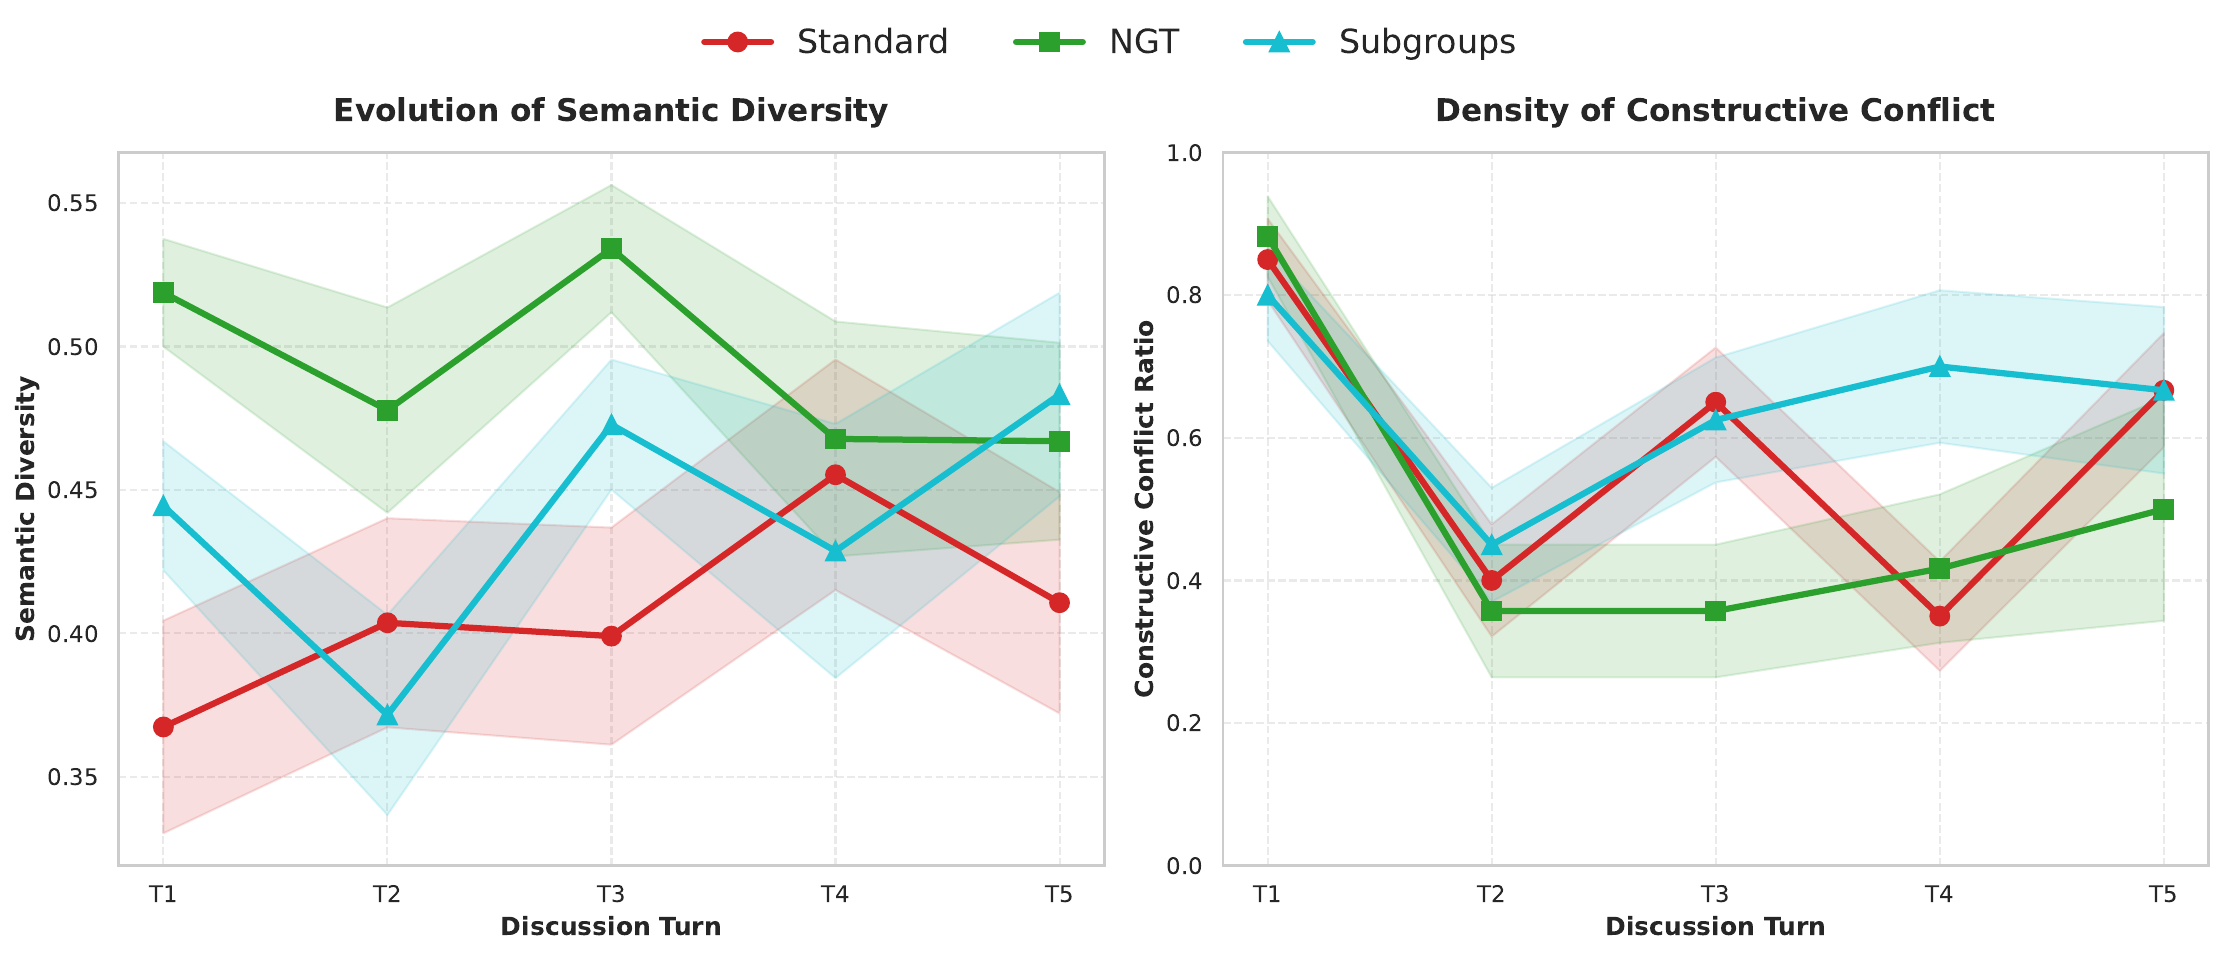 Standard NGT Subgroups
Evolution of Semantic Diversity
Semantic Diversity
0.55
0.50
0.45
0.40
0.35
T1 T2 T3 T4 T5
Discussion Turn
Density of Constructive Conflict
Constructive Conflict Ratio
1.0
0.8
0.6
0.4
0.2
0.0
T1 T2 T3 T4 T5
Discussion Turn